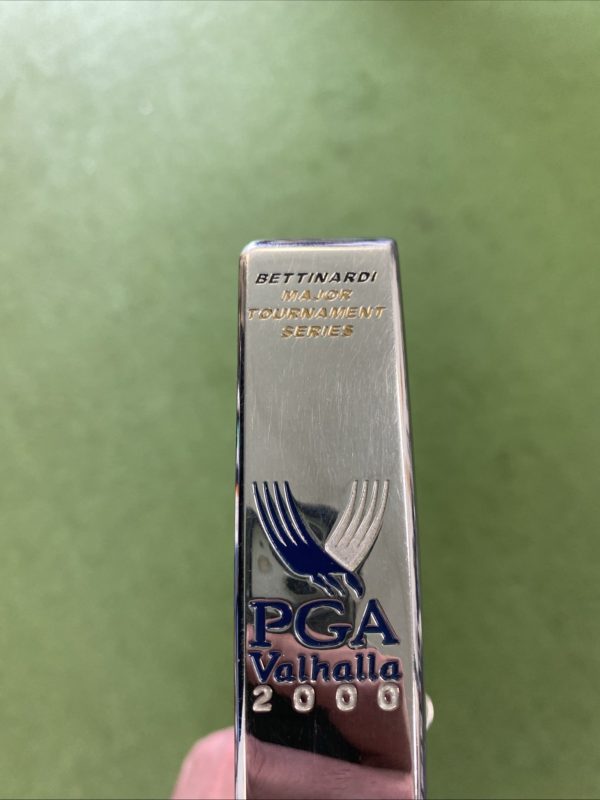 BETTINARDI
MAJOR
TOURNAMENT
SERIES
PGA
Valhalla
2000